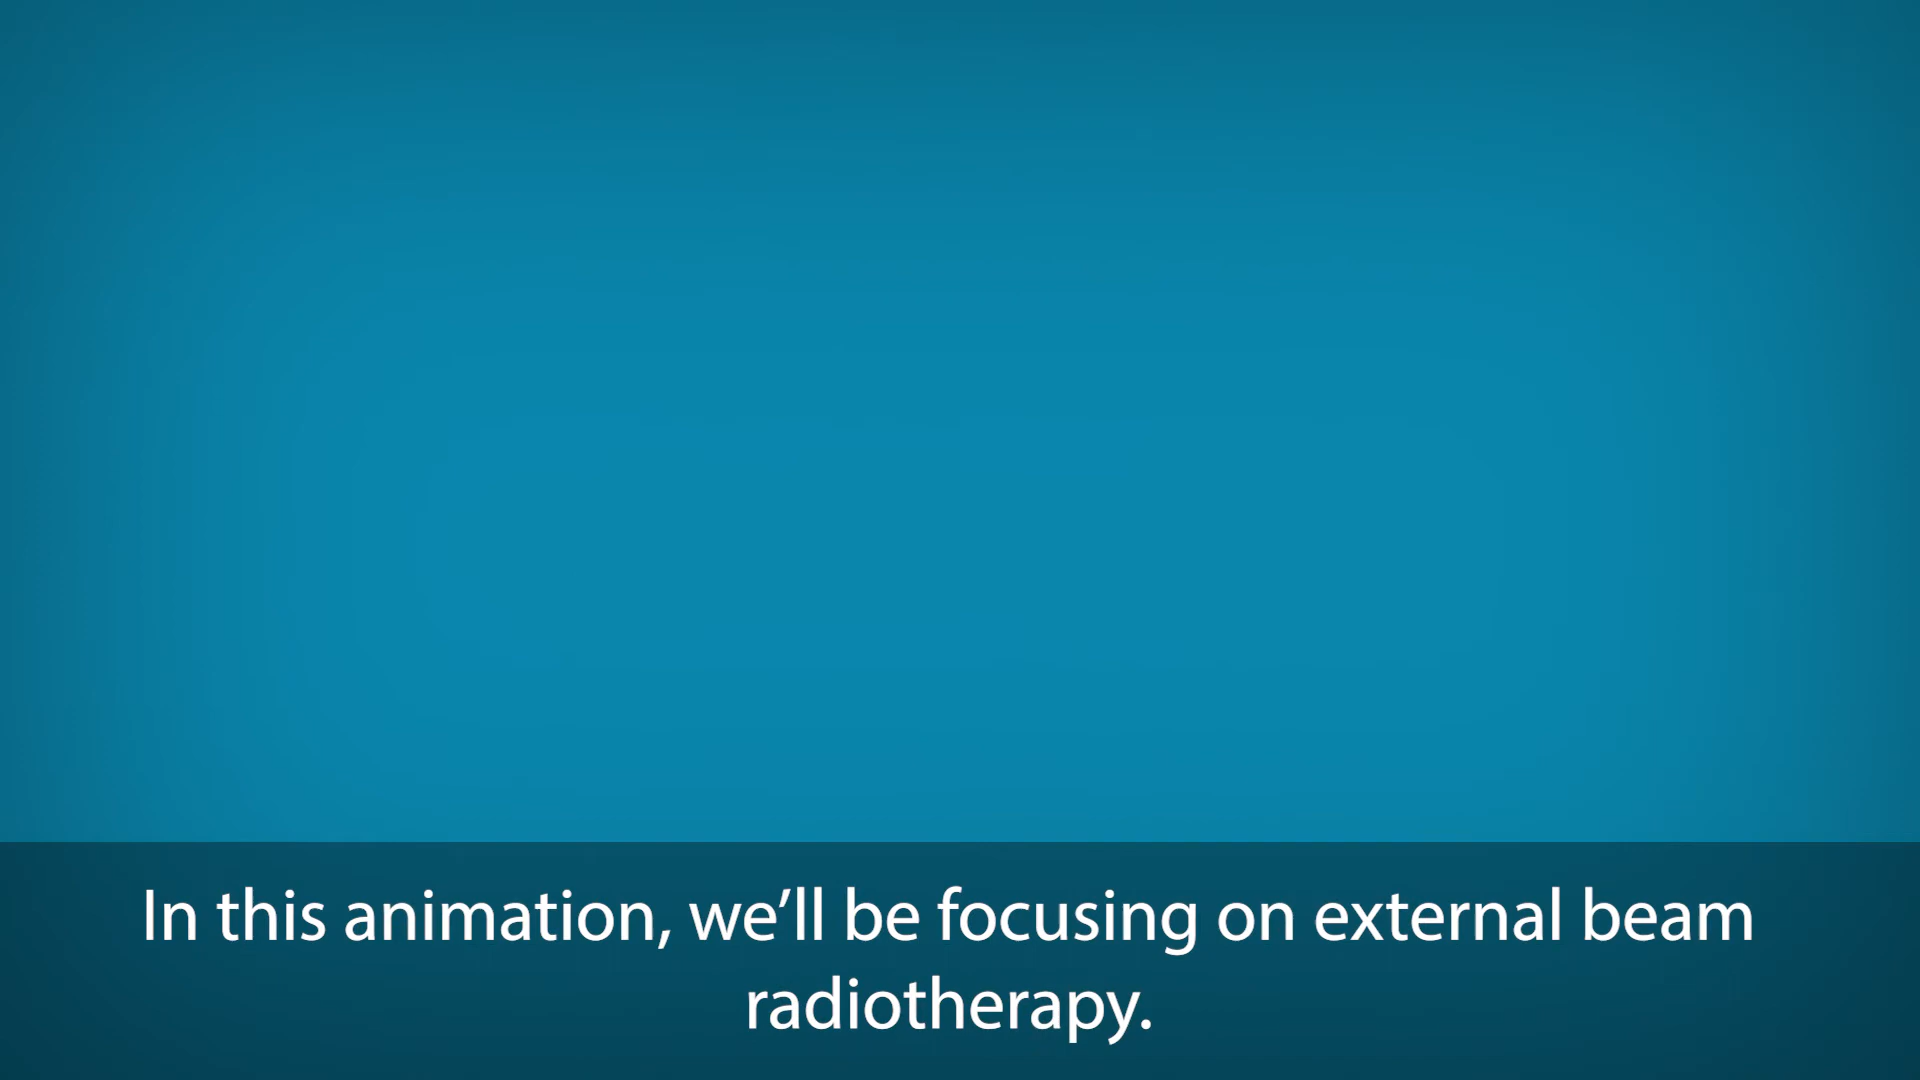 In this animation, we’ll be focusing on external beam
radiotherapy.